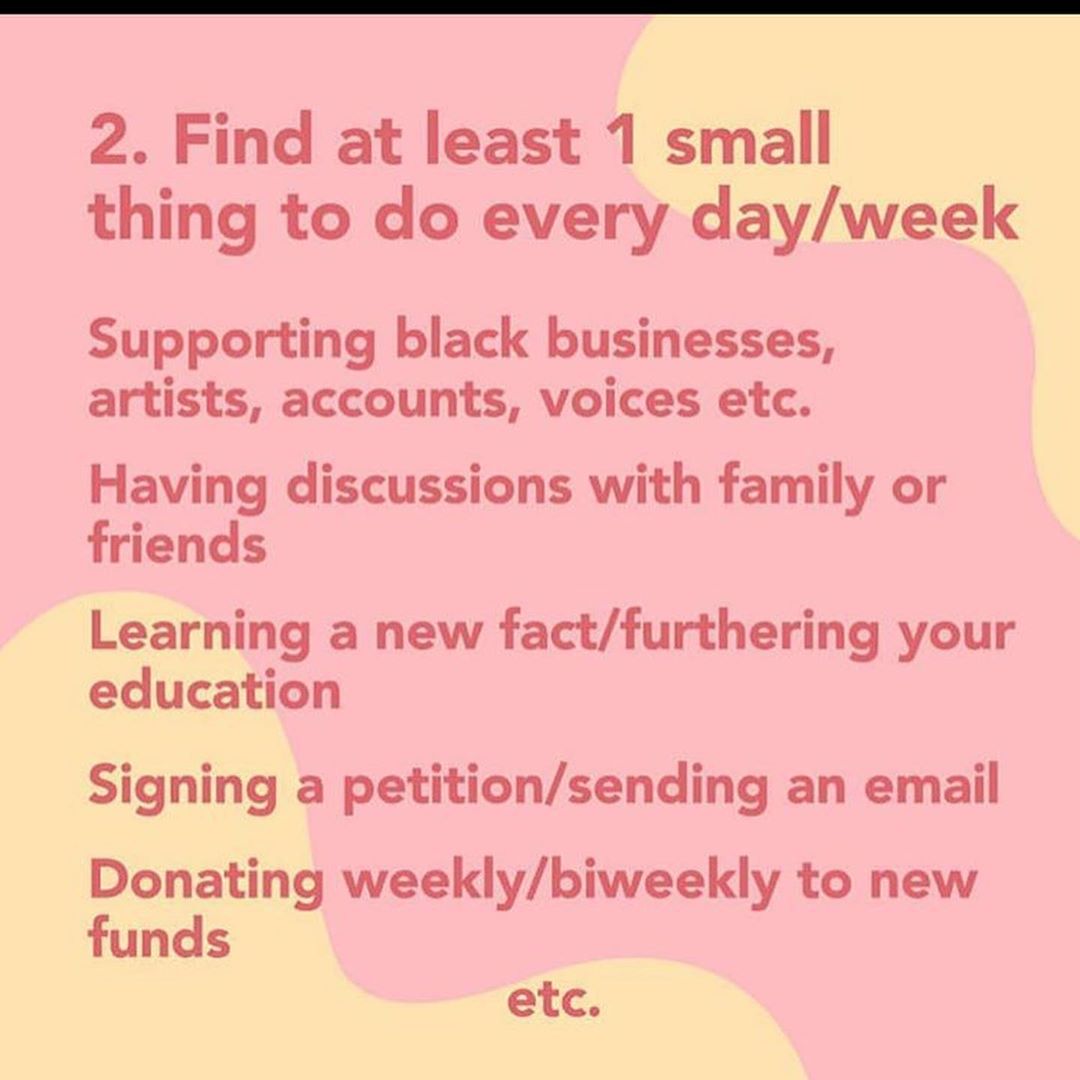 2. Find at least 1 small
thing to do every day/week
Supporting black businesses,
artists, accounts, voices etc.
Having discussions with family or
friends
Learning a new fact/furthering your
education
Signing a petition/sending an email
Donating weekly/biweekly to new
funds
etc.